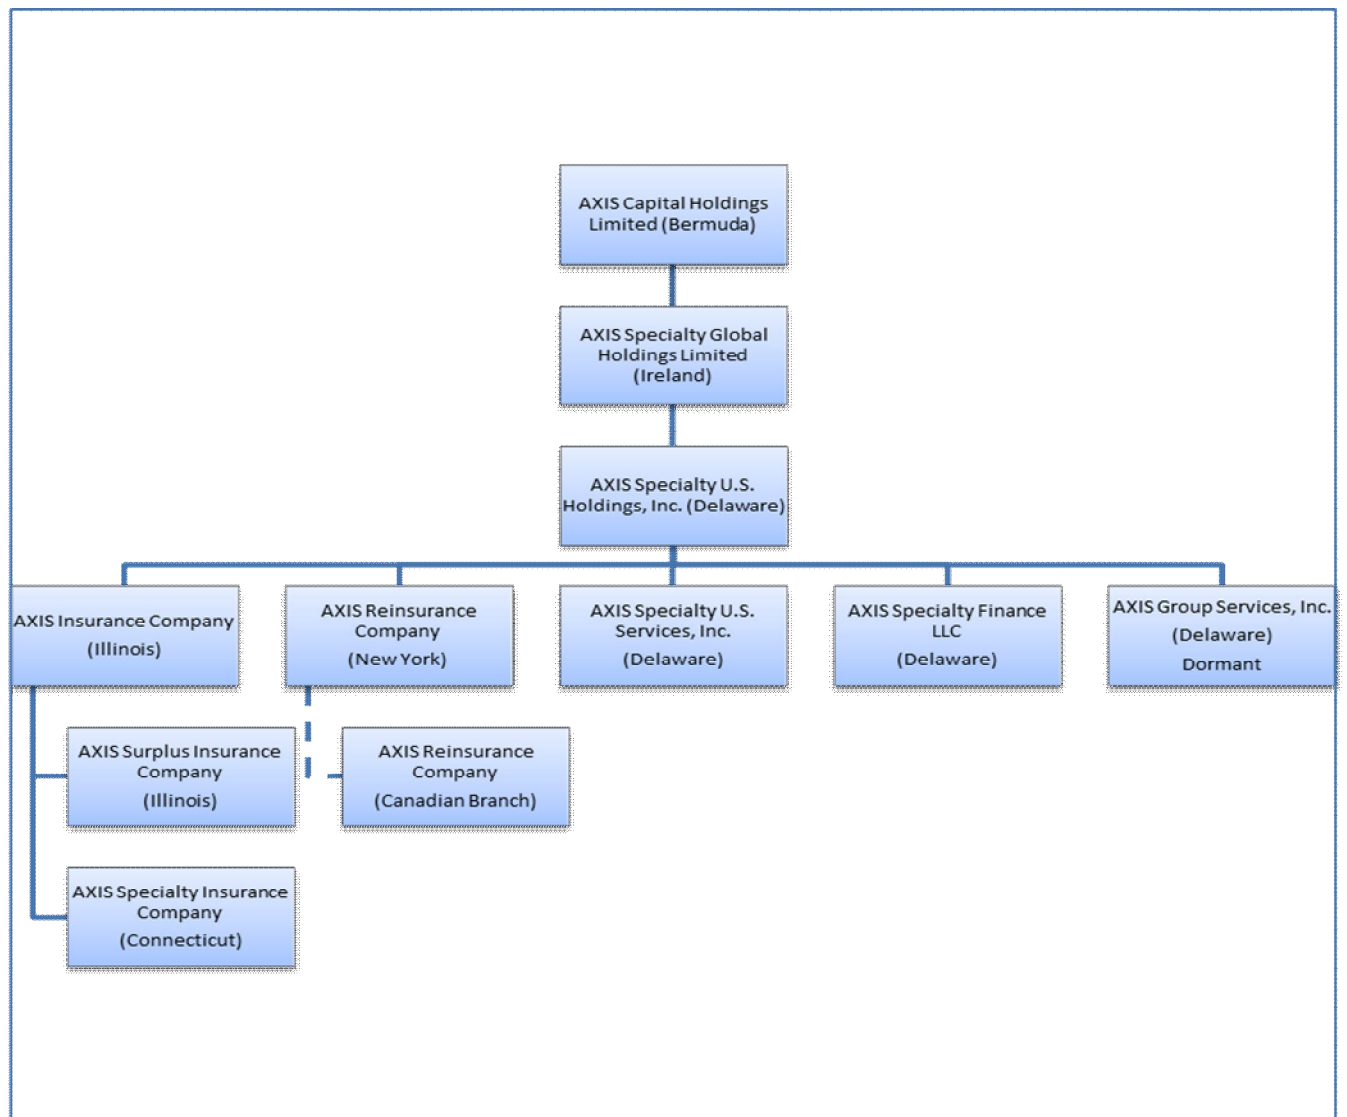 AXIS Capital Holdings
Limited (Bermuda)
AXIS Specialty Global
Holdings Limited
(Ireland)
AXIS Specialty U.S.
Holdings, Inc. (Delaware)
AXIS Insurance Company
(Illinois)
AXIS Reinsurance
Company
(New York)
AXIS Specialty U.S.
Services, Inc.
(Delaware)
AXIS Specialty Finance
LLC
(Delaware)
AXIS Group Services, Inc.
(Delaware)
Dormant
AXIS Surplus Insurance
Company
(Illinois)
AXIS Reinsurance
Company
(Canadian Branch)
AXIS Specialty Insurance
Company
(Connecticut)